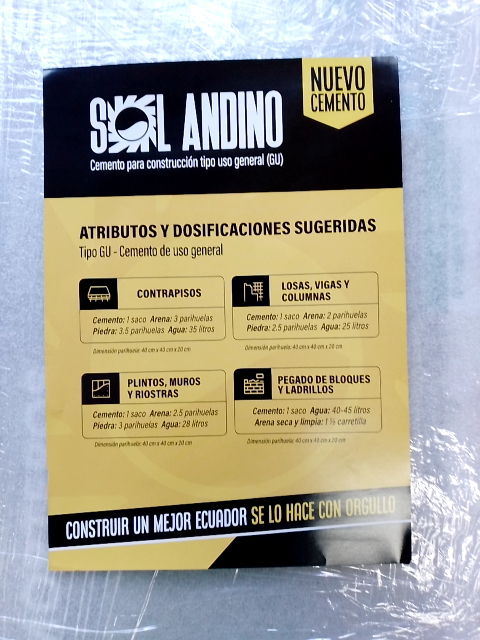 NUEVO
CEMENTO
SOL ANDINO
Cemento para construcción tipo uso general (GU)
ATRIBUTOS Y DOSIFICACIONES SUGERIDAS
Tipo GU - Cemento de uso general
CONTRAPISOS
Cemento: 1 saco Arena: 3 parihuelas
Piedra: 3.5 parihuelas Agua: 35 litros
Dimensión parihuela: 40 cm x 40 cm x 20 cm
LOSAS, VIGAS Y
COLUMNAS
Cemento: 1 saco Arena: 2 parihuelas
Piedra: 2.5 parihuelas Agua: 25 litros
Dimensión parihuela: 40 cm x 40 cm x 20 cm
PLINTOS, MUROS
Y RIOSTRAS
Cemento: 1 saco Arena: 2.5 parihuelas
Piedra: 3 parihuelas Agua: 28 litros
Dimensión parihuela: 40 cm x 40 cm x 20 cm
PEGADO DE BLOQUES
Y LADRILLOS
Cemento: 1 saco Agua: 40-45 litros
Arena seca y limpia: 1 ½ carretilla
Dimensión parihuela: 40 cm x 40 cm x 20 cm
CONSTRUIR UN MEJOR ECUADOR SE LO HACE CON ORGULLO